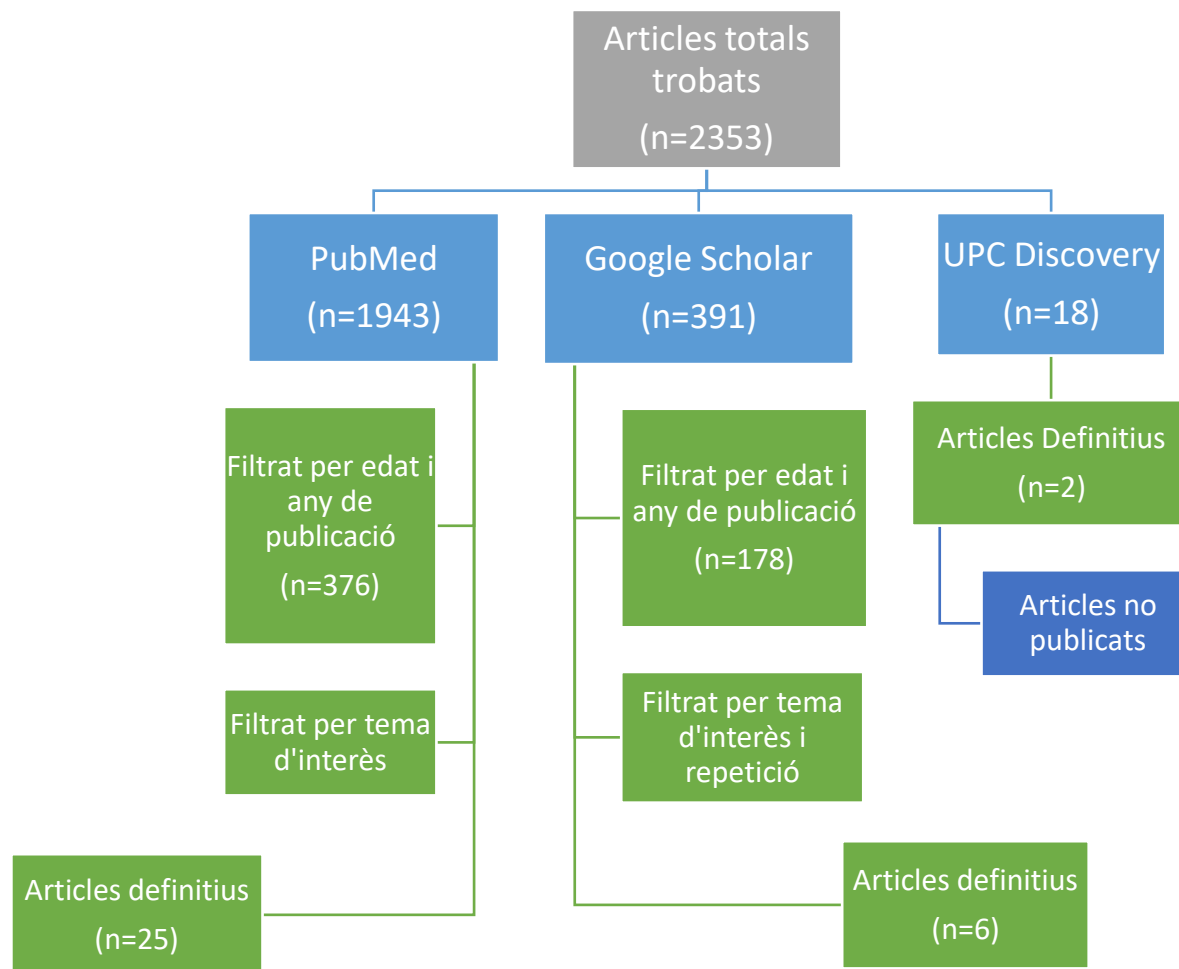 Articles totals
trobats
(n=2353)
PubMed
(n=1943)
Google Scholar
(n=391)
UPC Discovery
(n=18)
Filtrat per edat i
any de
publicació
(n=376)
Filtrat per edat i
any de publicació
(n=178)
Articles Definitius
(n=2)
Articles no
publicats
Filtrat per tema
d'interès
Filtrat per tema
d'interès i
repetició
Articles definitius
(n=25)
Articles definitius
(n=6)